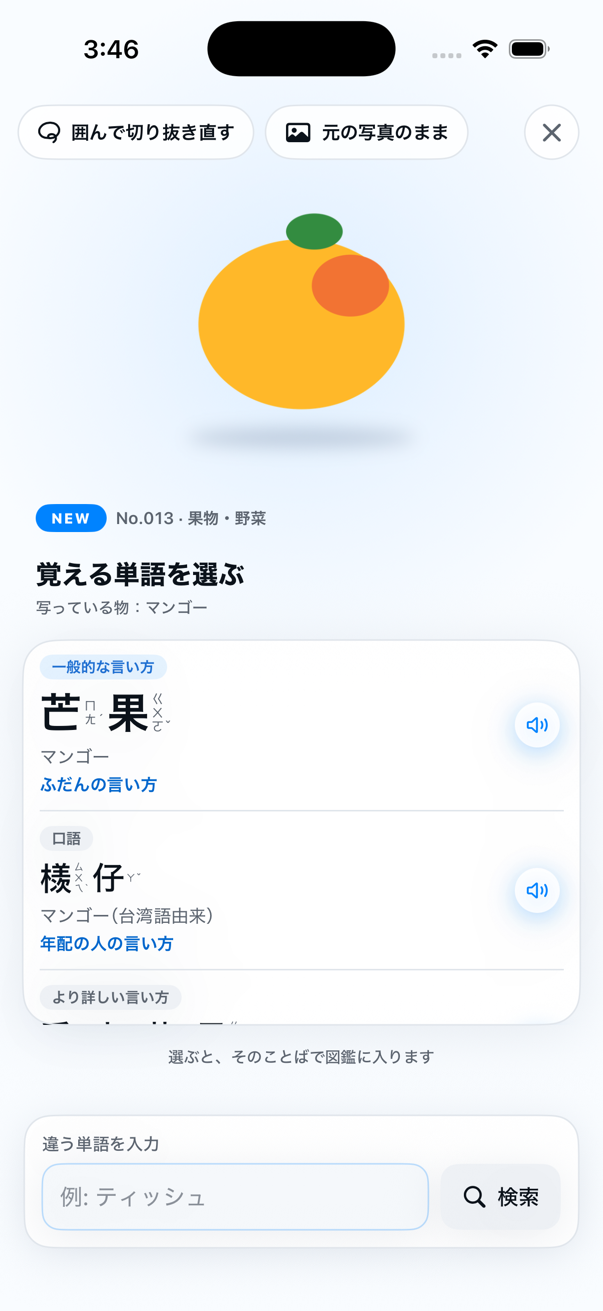 3:46
囲んで切り抜き直す
元の写真のまま
NEW No.013・果物・野菜
覚える単語を選ぶ
写っている物：マンゴー
一般的な言い方
芒ㄇㄤˊ果ㄍㄨㄛˇ
マンゴー
ふだんの言い方
口語
檨ㄙㄨㄟˋ仔ㄚˇ
マンゴー（台湾語由来）
年配の人の言い方
より詳しい言い方
選ぶと、そのことばで図鑑に入ります
違う単語を入力
例: ティッシュ
検索